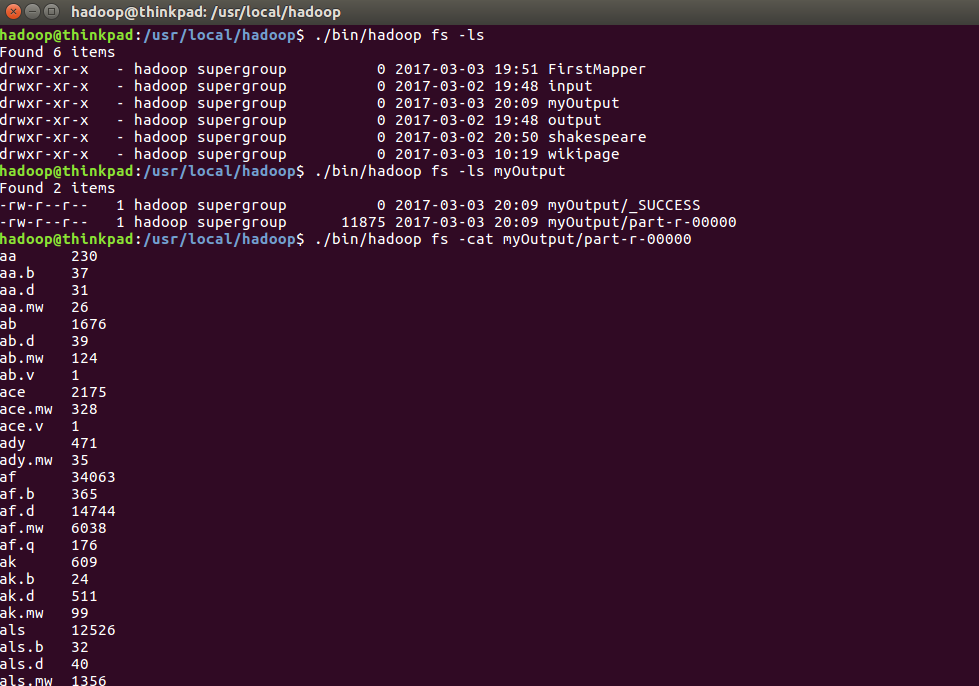 hadoop@thinkpad: /usr/local/hadoop
hadoop@thinkpad:/usr/local/hadoop$ ./bin/hadoop fs -ls
Found 6 items
drwxr-xr-x   - hadoop supergroup          0 2017-03-03 19:51 FirstMapper
drwxr-xr-x   - hadoop supergroup          0 2017-03-02 19:48 input
drwxr-xr-x   - hadoop supergroup          0 2017-03-03 20:09 myOutput
drwxr-xr-x   - hadoop supergroup          0 2017-03-02 19:48 output
drwxr-xr-x   - hadoop supergroup          0 2017-03-02 20:50 shakespeare
drwxr-xr-x   - hadoop supergroup          0 2017-03-03 10:19 wikipage
hadoop@thinkpad:/usr/local/hadoop$ ./bin/hadoop fs -ls myOutput
Found 2 items
-rw-r--r--   1 hadoop supergroup          0 2017-03-03 20:09 myOutput/_SUCCESS
-rw-r--r--   1 hadoop supergroup      11875 2017-03-03 20:09 myOutput/part-r-00000
hadoop@thinkpad:/usr/local/hadoop$ ./bin/hadoop fs -cat myOutput/part-r-00000
aa      230
aa.b    37
aa.d    31
aa.mw   26
ab      1676
ab.d    39
ab.mw   124
ab.v    1
ace     2175
ace.mw  328
ace.v   1
ady     471
ady.mw  35
af      34063
af.b    365
af.d    14744
af.mw   6038
af.q    176
ak      609
ak.b    24
ak.d    511
ak.mw   99
als     12526
als.b   32
als.d   40
als.mw  1356